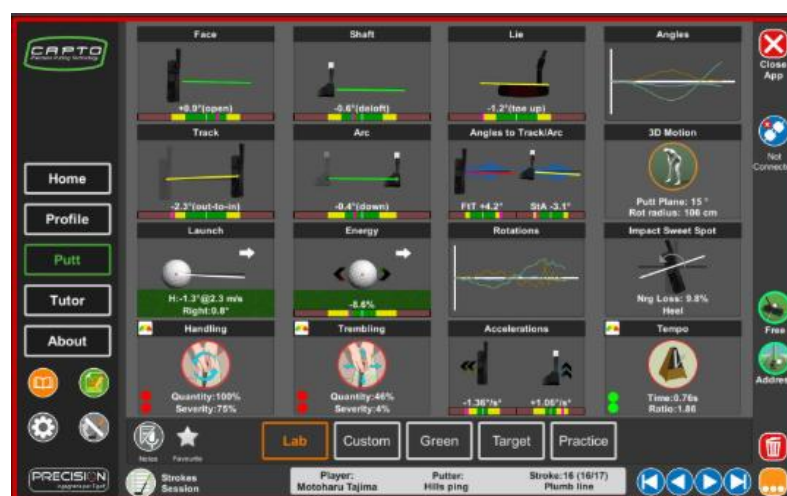 CAPTO
Close
App
Not
Connecte
Home
Profile
Putt
Tutor
About
PRECISION
Face
+0.9°(open)
Shaft
-0.6°(deloft)
Lie
-1.2°(toe up)
Angles
Track
-2.3°(out-to-in)
Arc
-0.4°(down)
Angles to Track/Arc
FtT +4.2° StA -3.1°
3D Motion
Putt Plane: 15 °
Rot radius: 106 cm
Launch
H:-1.3°@2.3 m/s
Right:0.8°
Energy
-8.6%
Rotations
Impact Sweet Spot
Nrg Loss: 9.8%
Heel
Handling
Quantity:100%
Severity:75%
Trembling
Quantity:46%
Severity:4%
Accelerations
-1.36°/s² +1.05°/s²
Tempo
Time:0.76s
Ratio:1.86
Free
Address
Notes
Favourite
Lab
Custom
Green
Target
Practice
Strokes
Session
Player:
Motoharu Tajima
Putter:
Hills ping
Stroke:16 (16/17)
Plumb line